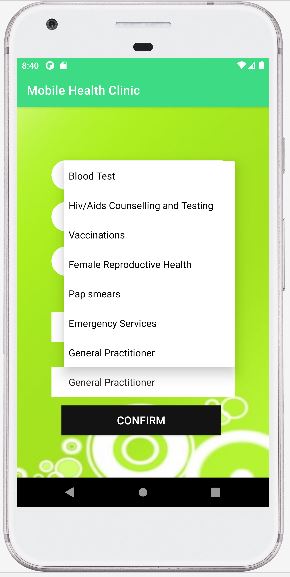 8:40
Mobile Health Clinic
Blood Test
Hiv/Aids Counselling and Testing
Vaccinations
Female Reproductive Health
Pap smears
Emergency Services
General Practitioner
General Practitioner
CONFIRM